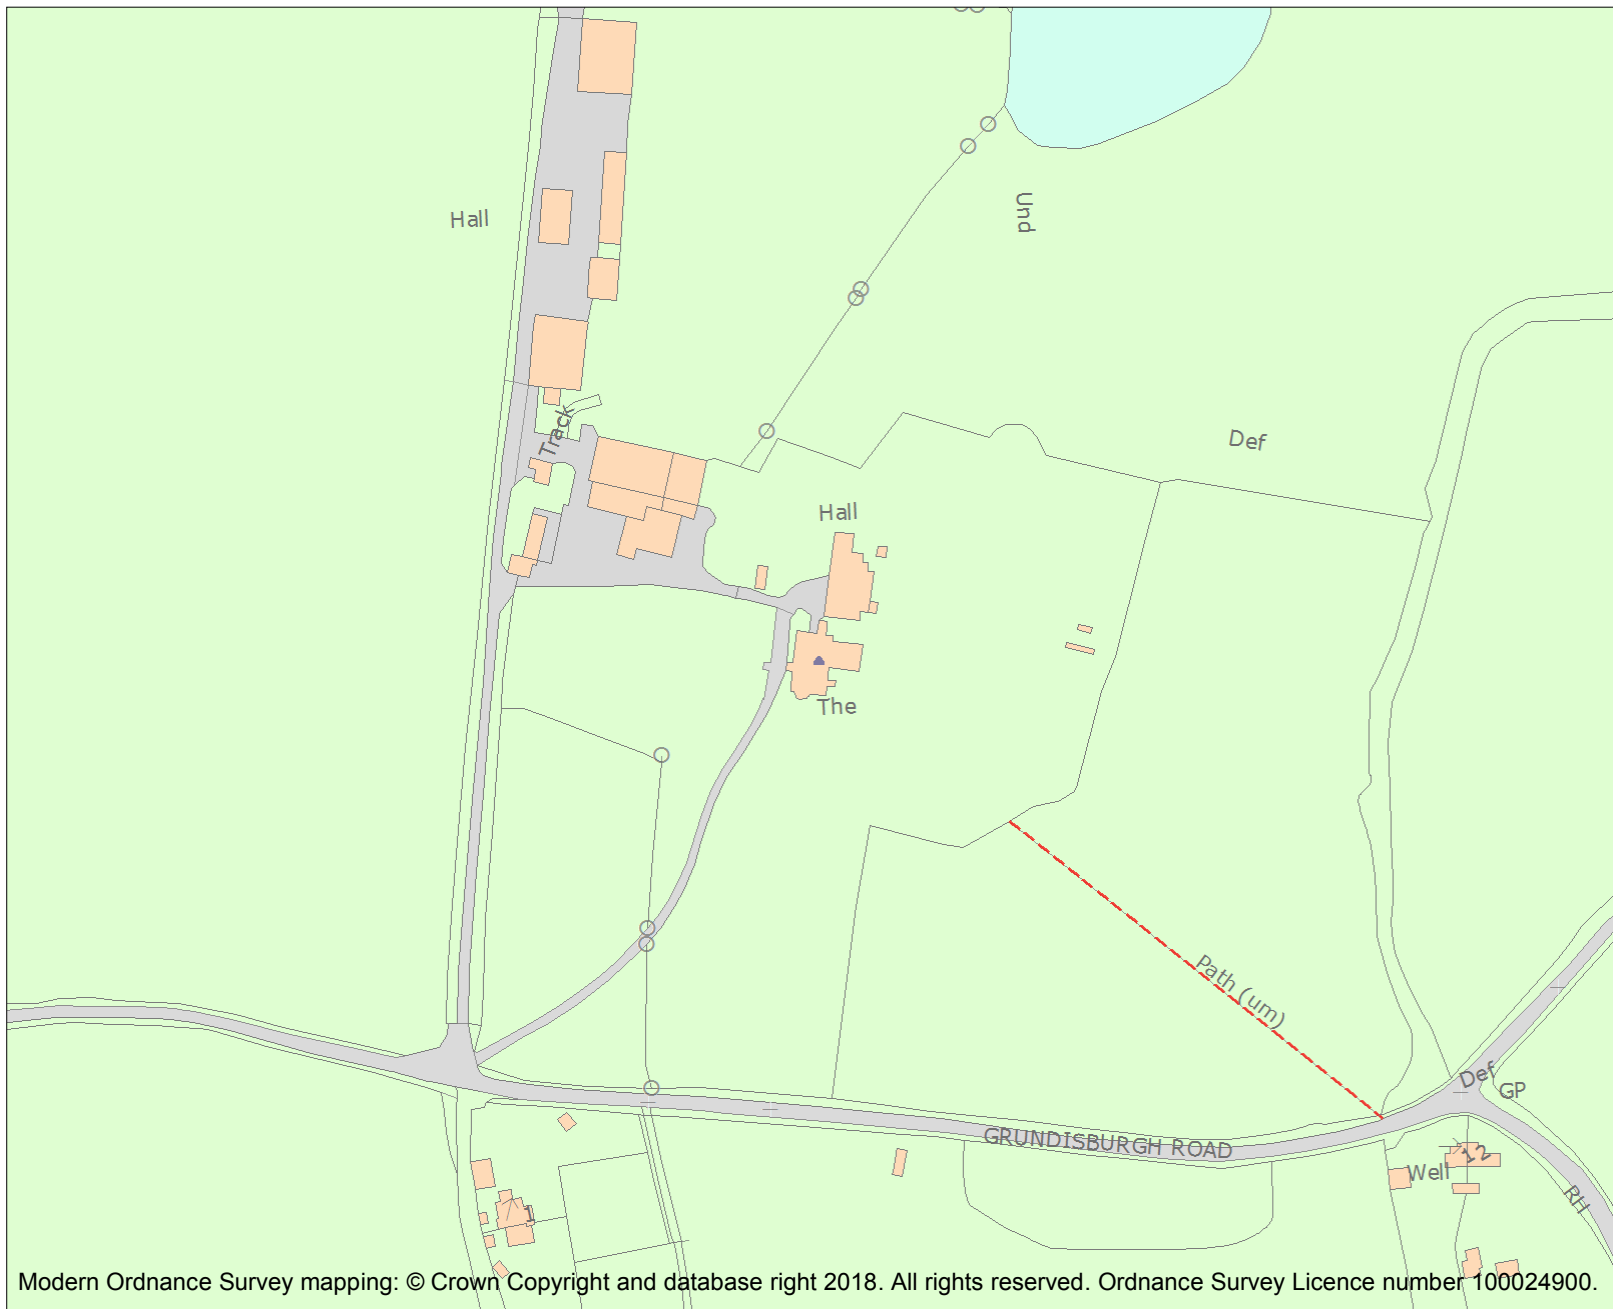 Hall
Und
Track
Def
Hall
The
Path (um)
Def
GP
GRUNDISBURGH ROAD
12
Well
RH
1
Modern Ordnance Survey mapping: © Crown Copyright and database right 2018. All rights reserved. Ordnance Survey Licence number 100024900.